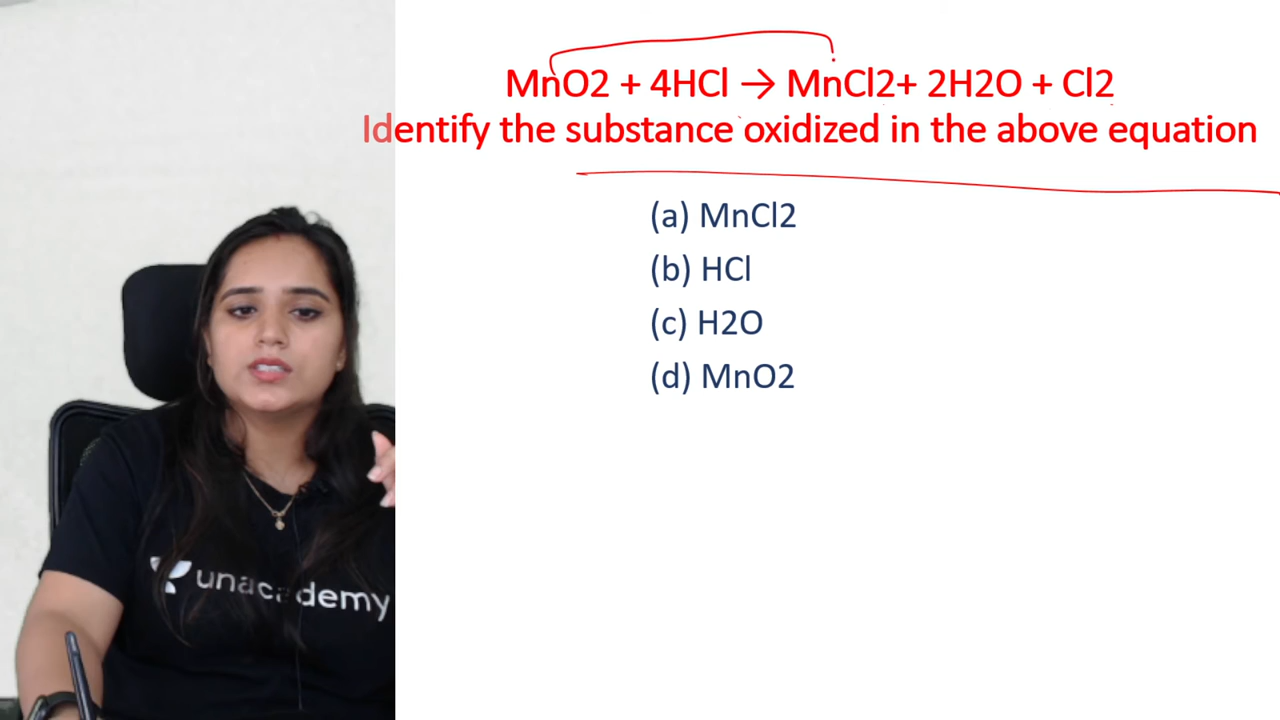 MnO2 + 4HCl → MnCl2+ 2H2O + Cl2
Identify the substance oxidized in the above equation
(a) MnCl2
(b) HCl
(c) H2O
(d) MnO2
unacademy